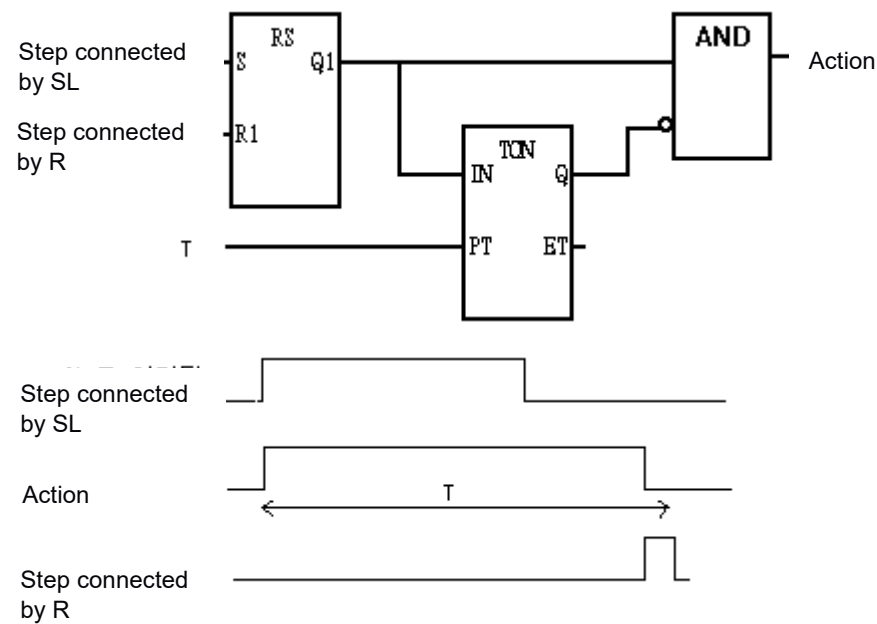 Step connected
by SL
RS
S
Q1
Step connected
by R
R1
AND
Action
TON
IN
Q
T
PT
ET
Step connected
by SL
Action
T
Step connected
by R